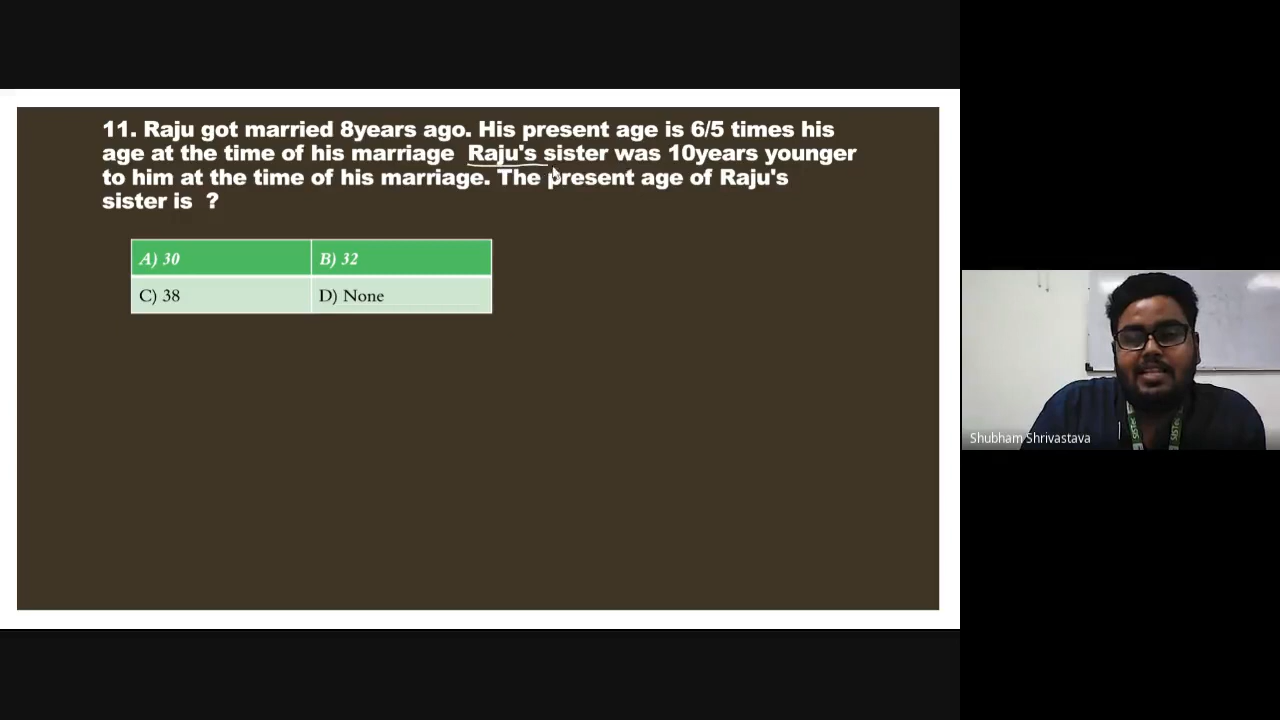 11. Raju got married 8years ago. His present age is 6/5 times his
age at the time of his marriage Raju's sister was 10years younger
to him at the time of his marriage. The present age of Raju's
sister is ?
A) 30
B) 32
C) 38
D) None
Shubham Shrivastava
SISTec